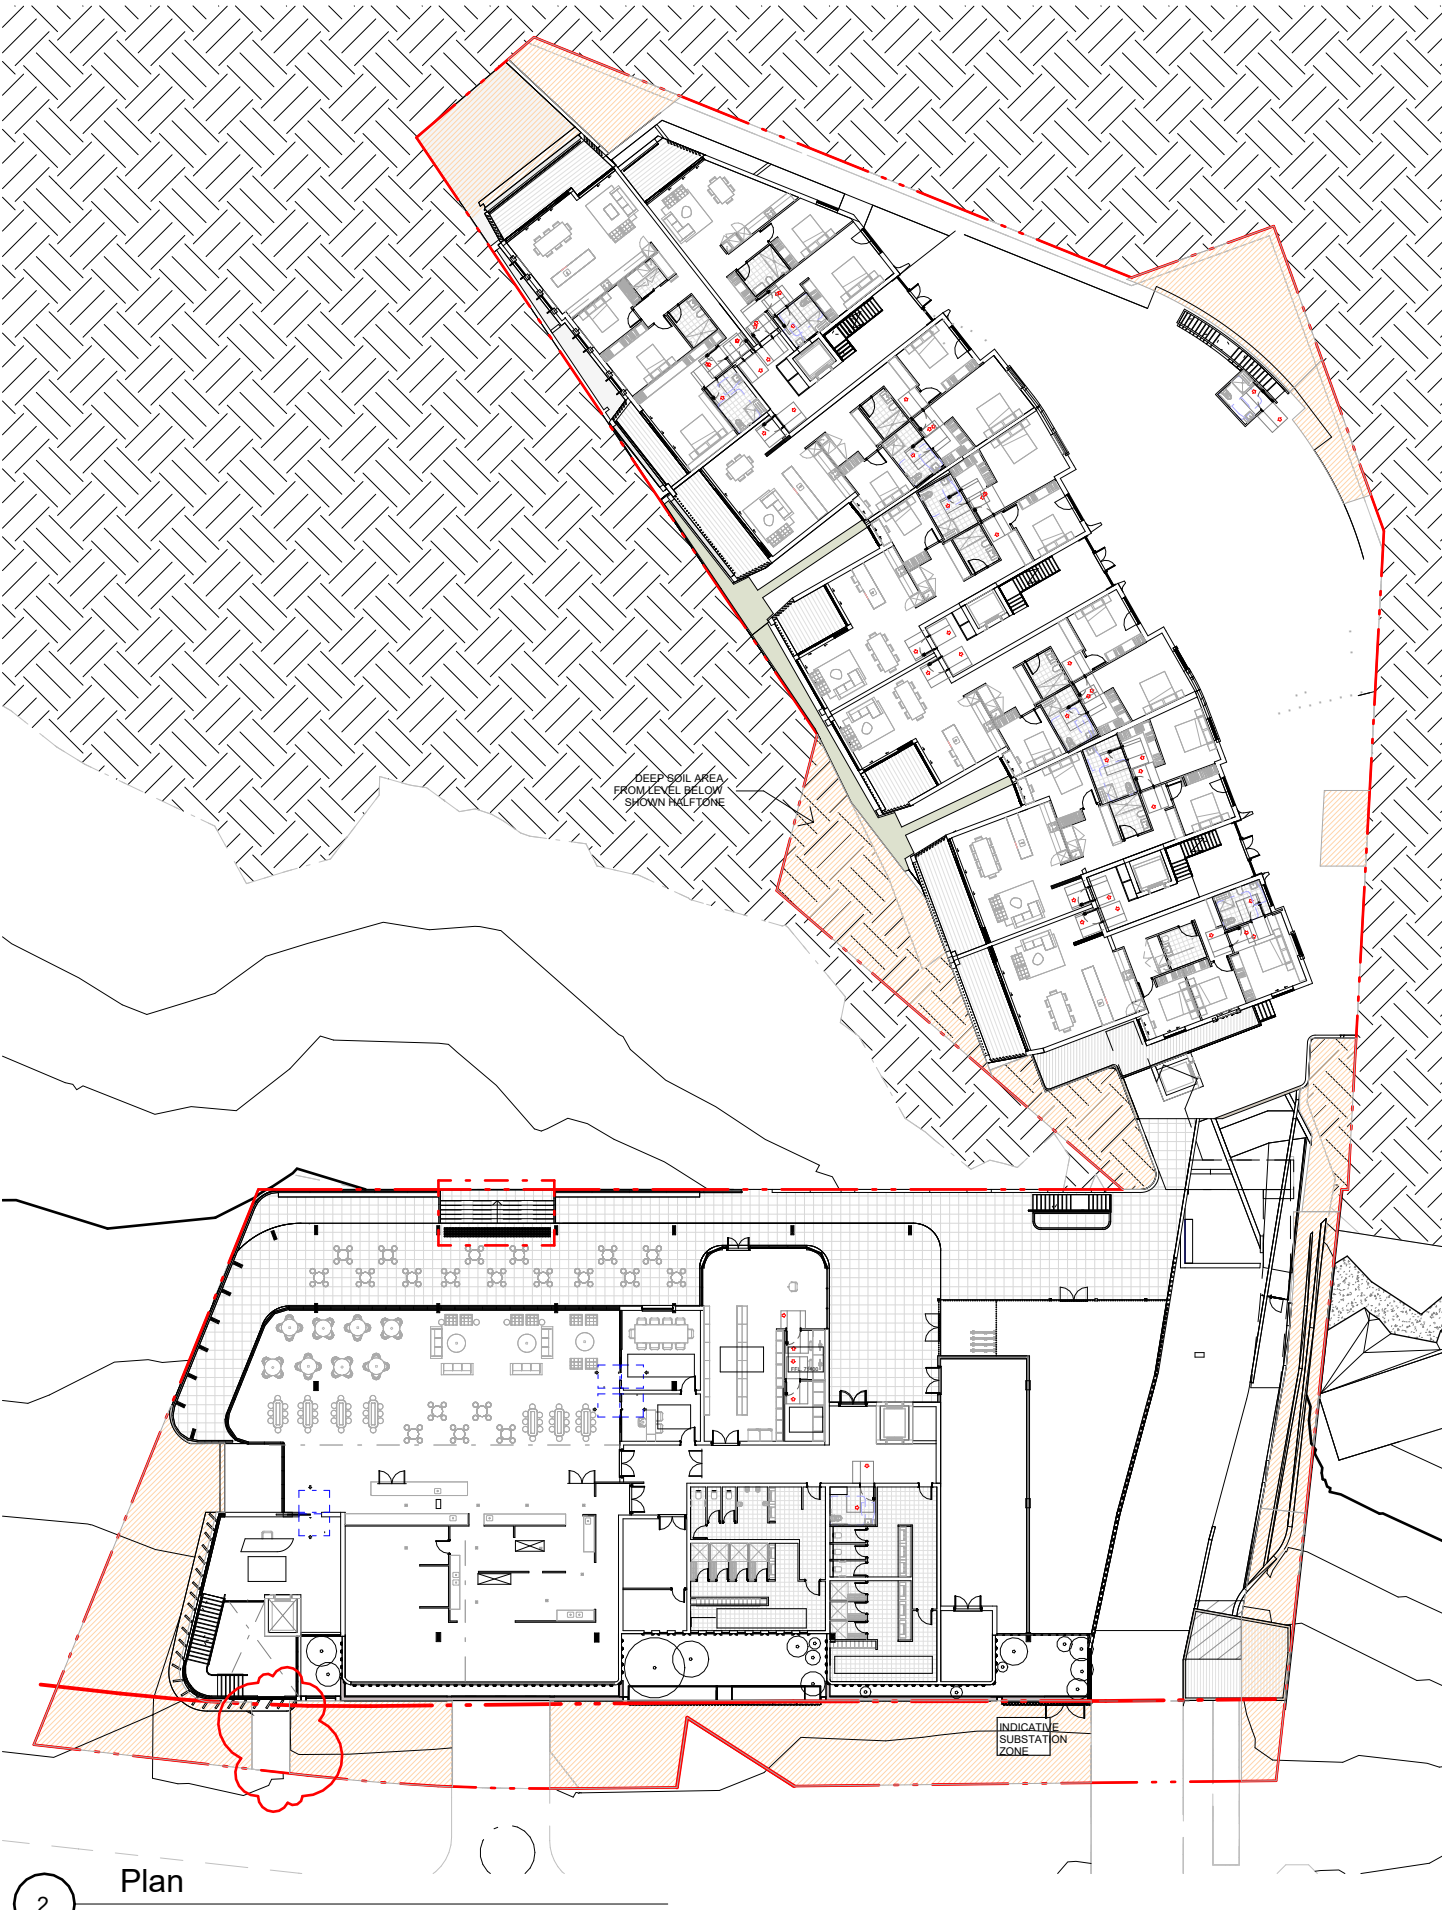 DEEP SOIL AREA
FROM LEVEL BELOW
SHOWN HALFTONE
INDICATIVE
SUBSTATION
ZONE
Plan
2